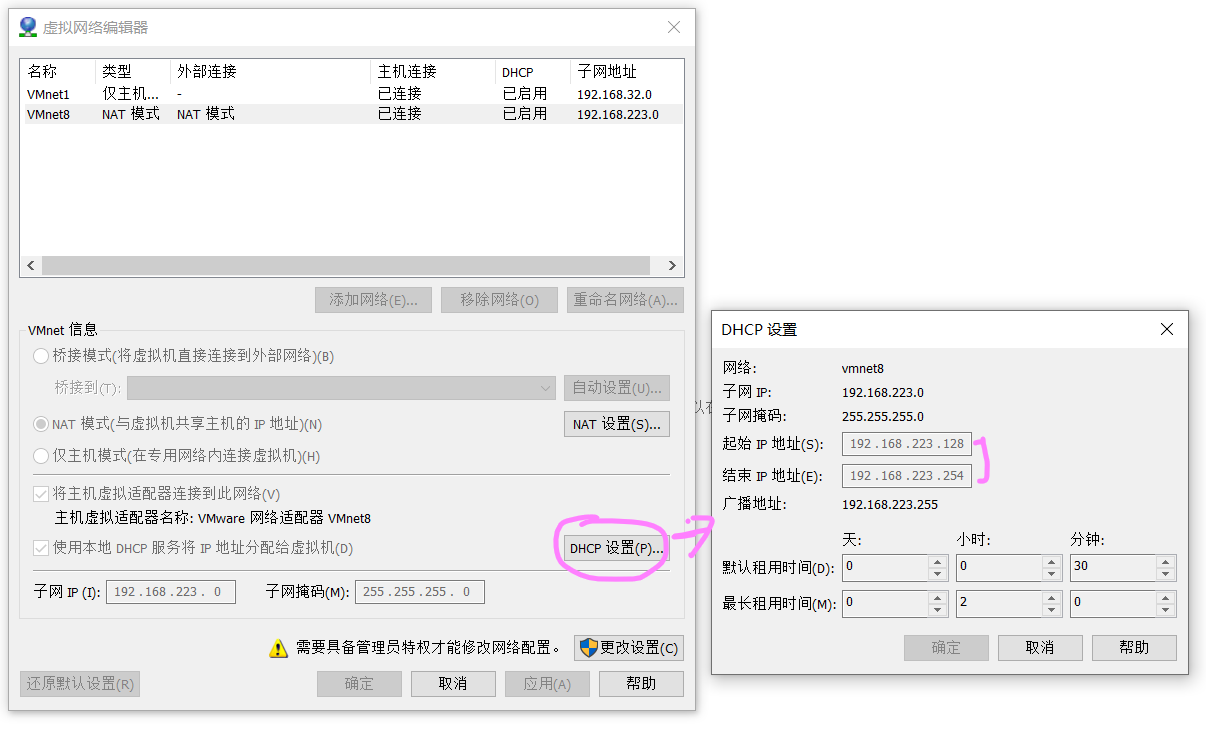 虚拟网络编辑器
名称 类型 外部连接 主机连接 DHCP 子网地址
VMnet1 仅主机... - 已连接 已启用 192.168.32.0
VMnet8 NAT 模式 NAT 模式 已连接 已启用 192.168.223.0
添加网络(E)... 移除网络(O) 重命名网络(A)...
VMnet 信息
桥接模式(将虚拟机直接连接到外部网络)(B)
桥接到(T): 自动设置(U)...
NAT 模式(与虚拟机共享主机的 IP 地址)(N) NAT 设置(S)...
仅主机模式(在专用网络内连接虚拟机)(H)
将主机虚拟适配器连接到此网络(V)
主机虚拟适配器名称: VMware 网络适配器 VMnet8
使用本地 DHCP 服务将 IP 地址分配给虚拟机(D) DHCP 设置(P)...
子网 IP (I): 192 . 168 . 223 . 0 子网掩码(M): 255 . 255 . 255 . 0
需要具备管理员特权才能修改网络配置。 更改设置(C)
还原默认设置(R) 确定 取消 应用(A) 帮助
DHCP 设置
网络: vmnet8
子网 IP: 192.168.223.0
子网掩码: 255.255.255.0
起始 IP 地址(S): 192 . 168 . 223 . 128
结束 IP 地址(E): 192 . 168 . 223 . 254
广播地址: 192.168.223.255
天: 小时: 分钟:
默认租用时间(D): 0 0 30
最长租用时间(M): 0 2 0
确定 取消 帮助